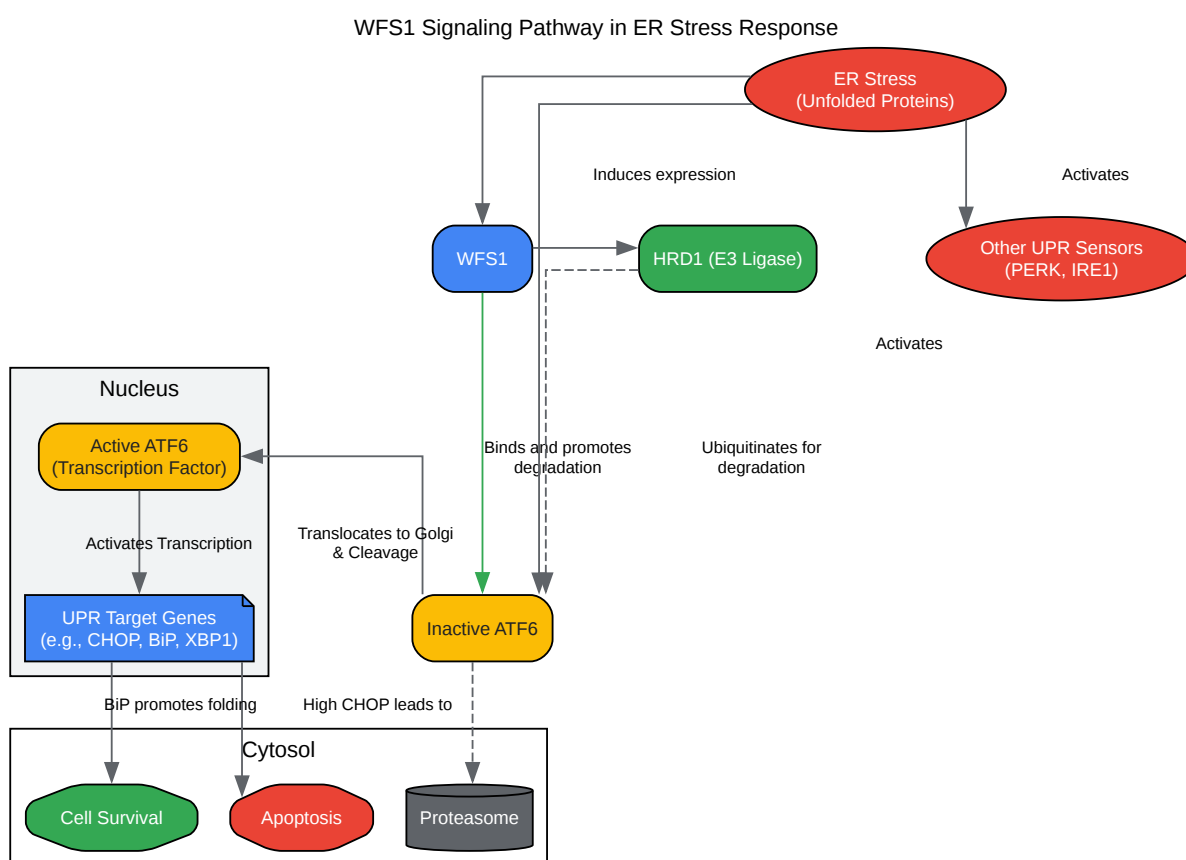 WFS1 Signaling Pathway in ER Stress Response
ER Stress
(Unfolded Proteins)
Induces expression
Activates
WFS1
HRD1 (E3 Ligase)
Other UPR Sensors
(PERK, IRE1)
Activates
Nucleus
Active ATF6
(Transcription Factor)
Binds and promotes
degradation
Ubiquitinates for
degradation
Activates Transcription
Translocates to Golgi
& Cleavage
UPR Target Genes
(e.g., CHOP, BiP, XBP1)
Inactive ATF6
BiP promotes folding
High CHOP leads to
Cytosol
Cell Survival
Apoptosis
Proteasome